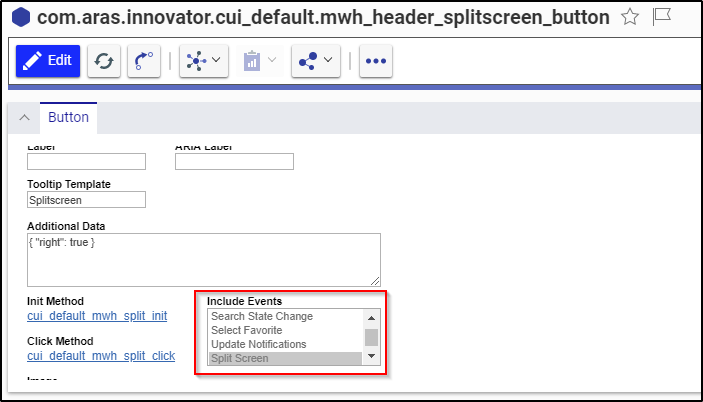 com.aras.innovator.cui_default.mwh_header_splitscreen_button
Edit
Button
Label ARIA Label
Tooltip Template
Splitscreen
Additional Data
{ "right": true }
Init Method
cui_default_mwh_split_init
Click Method
cui_default_mwh_split_click
Image
Include Events
Search State Change
Select Favorite
Update Notifications
Split Screen